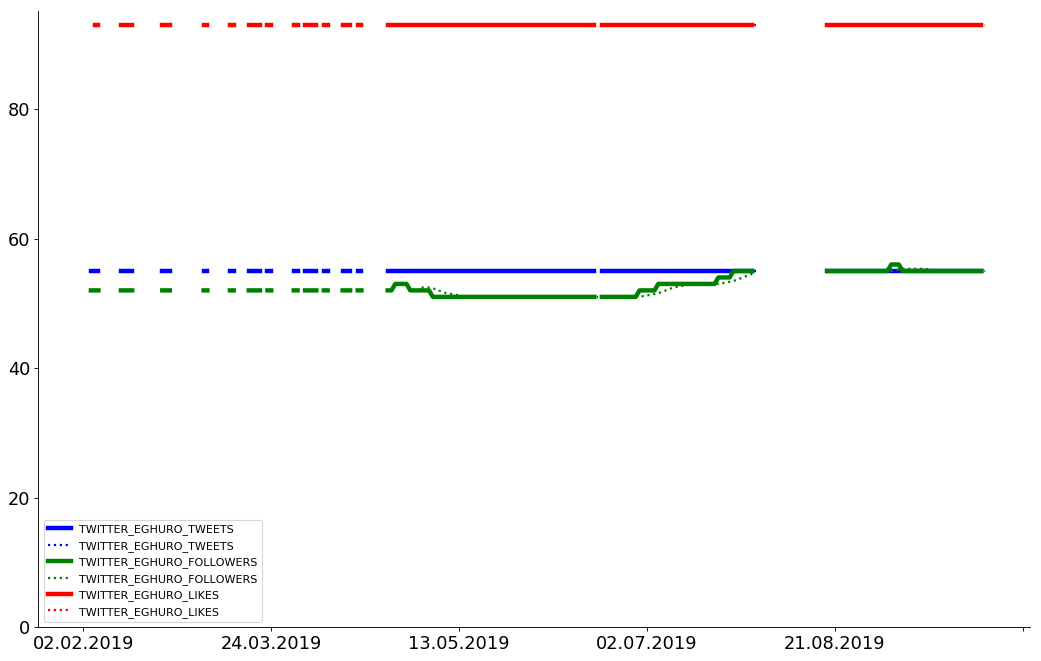 80
60
40
20
0
TWITTER_EGHURO_TWEETS
TWITTER_EGHURO_TWEETS
TWITTER_EGHURO_FOLLOWERS
TWITTER_EGHURO_FOLLOWERS
TWITTER_EGHURO_LIKES
TWITTER_EGHURO_LIKES
02.02.2019 24.03.2019 13.05.2019 02.07.2019 21.08.2019